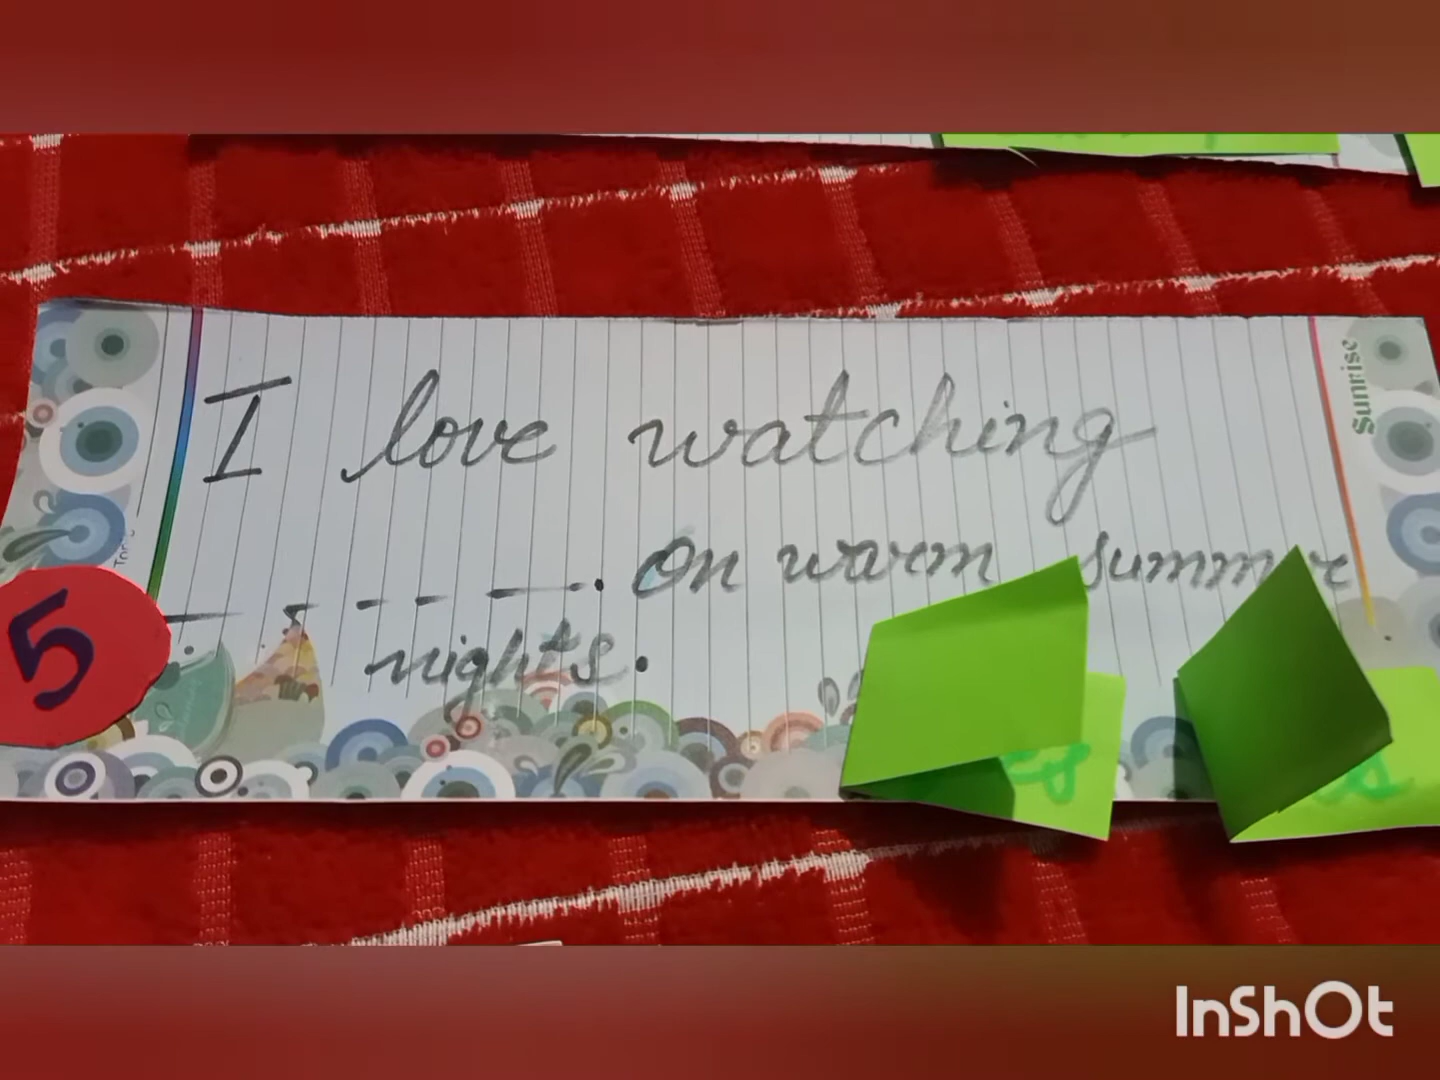 I love watching
_ _ _ _ _. On warm summer
nights.
5
Sunrise
InShOt